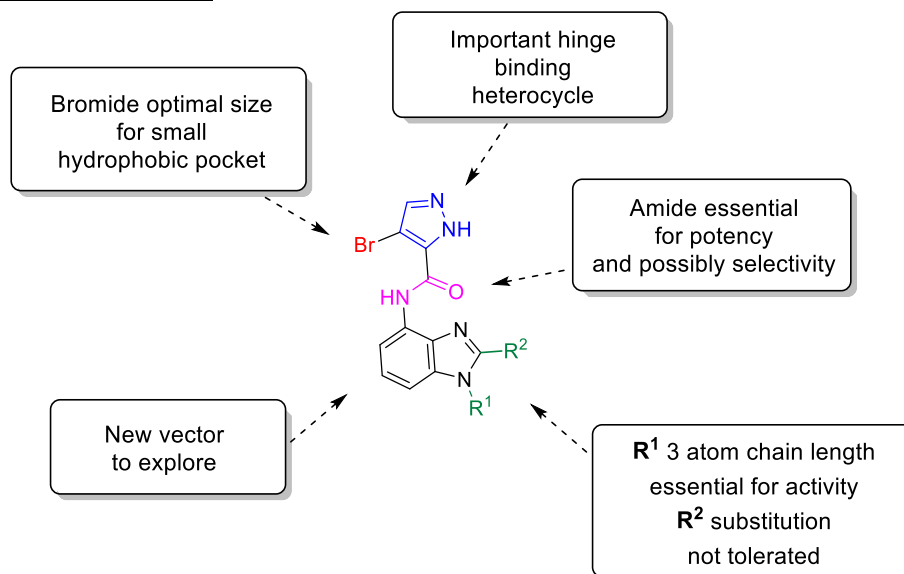 Important hinge
binding
heterocycle
Bromide optimal size
for small
hydrophobic pocket
Amide essential
for potency
and possibly selectivity
N
NH
Br
HN
O
N
R²
N
R¹
New vector
to explore
R¹ 3 atom chain length
essential for activity
R² substitution
not tolerated